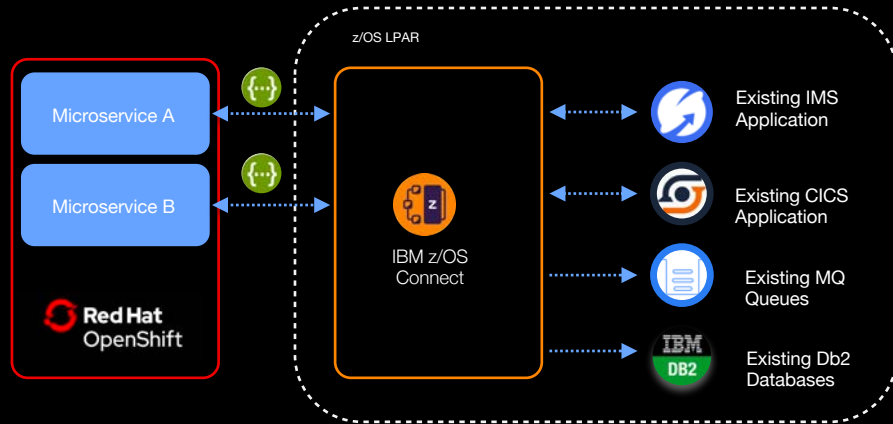 z/OS LPAR
{...}
Microservice A
Existing IMS
Application
{...}
Microservice B
z
Existing CICS
Application
IBM z/OS
Connect
Existing MQ
Queues
Red Hat
OpenShift
IBM
DB2
Existing Db2
Databases